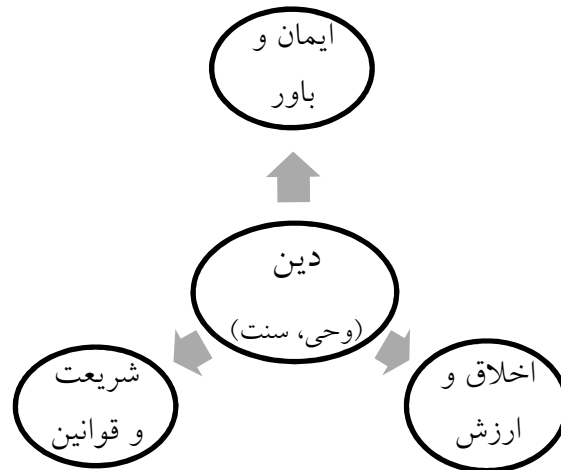 ایمان و
باور
دین
(وحی، سنت)
اخلاق و
ارزش
شریعت
و قوانین